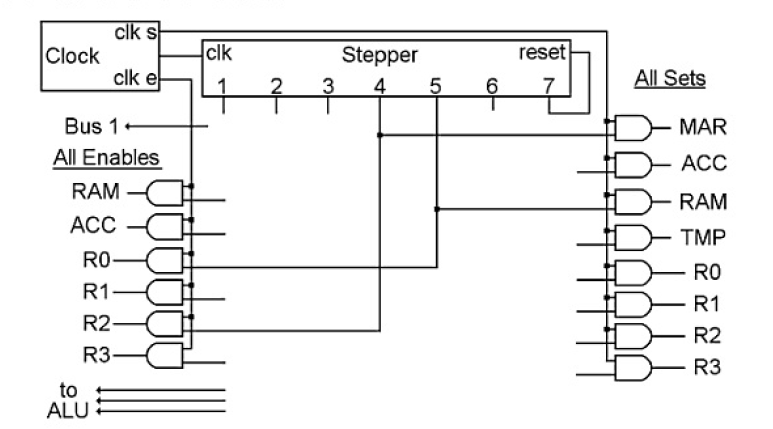 clk s
Clock
clk e
clk Stepper reset
1 2 3 4 5 6 7
Bus 1
All Enables
RAM
ACC
R0
R1
R2
R3
to
ALU
All Sets
MAR
ACC
RAM
TMP
R0
R1
R2
R3